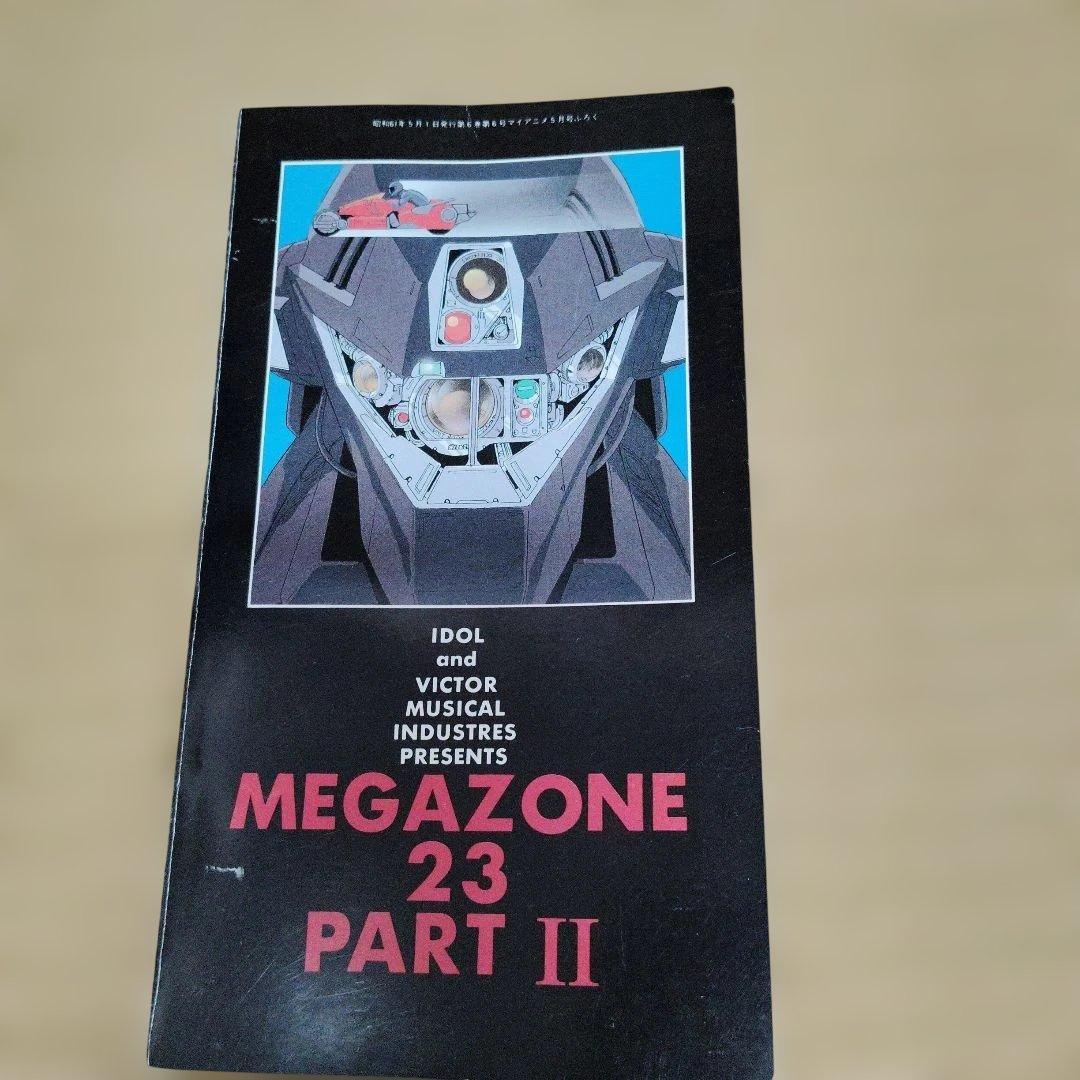 昭和61年5月1日発行第6巻第6号マイアニメ5月号ふろく
IDOL
and
VICTOR
MUSICAL
INDUSTRES
PRESENTS
MEGAZONE
23
PART II